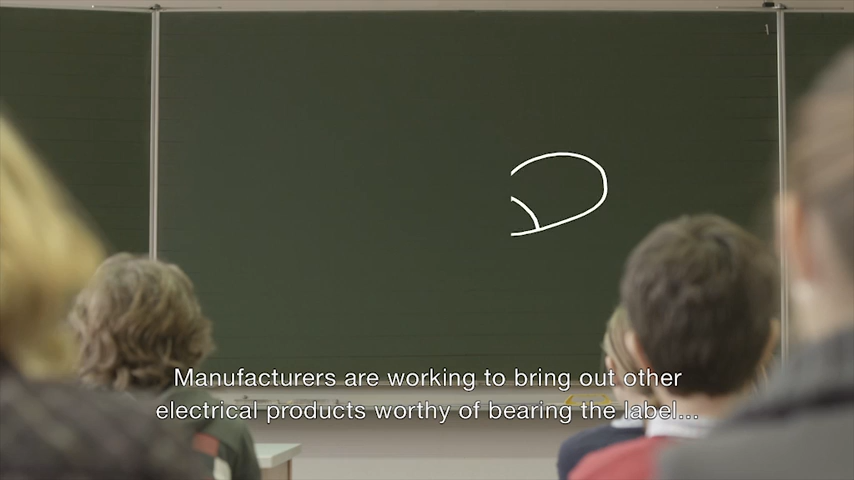 Manufacturers are working to bring out other
electrical products worthy of bearing the label...